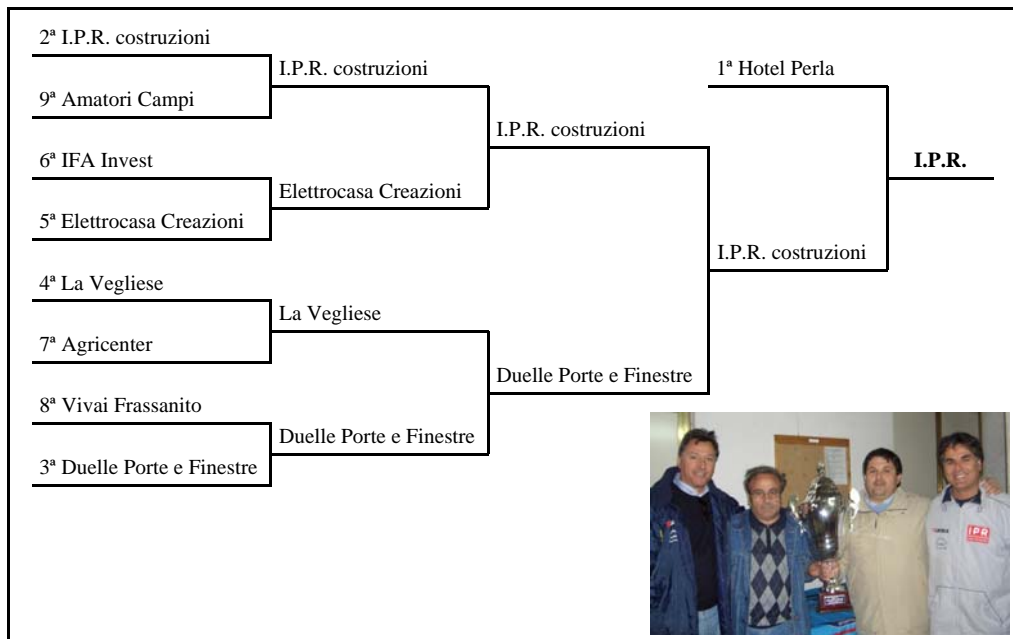 2ª I.P.R. costruzioni
I.P.R. costruzioni
1ª Hotel Perla
9ª Amatori Campi
I.P.R. costruzioni
6ª IFA Invest
I.P.R.
Elettrocasa Creazioni
5ª Elettrocasa Creazioni
I.P.R. costruzioni
4ª La Vegliese
La Vegliese
7ª Agricenter
Duelle Porte e Finestre
8ª Vivai Frassanito
Duelle Porte e Finestre
3ª Duelle Porte e Finestre
IPR